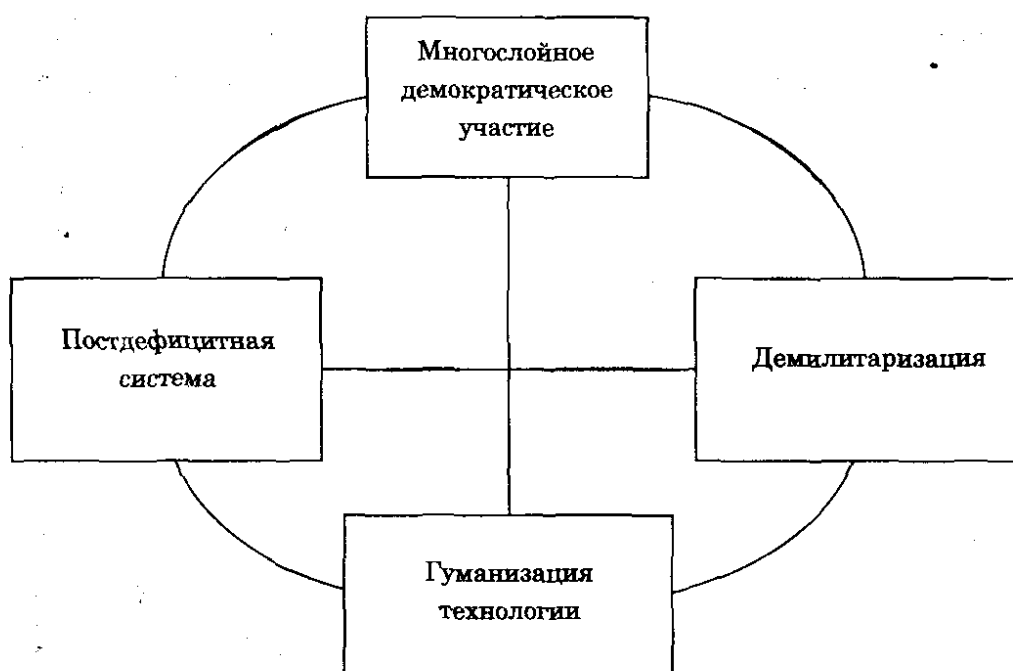 Многослойное
демократическое
участие
Постдефицитная
система
Демилитаризация
Гуманизация
технологии